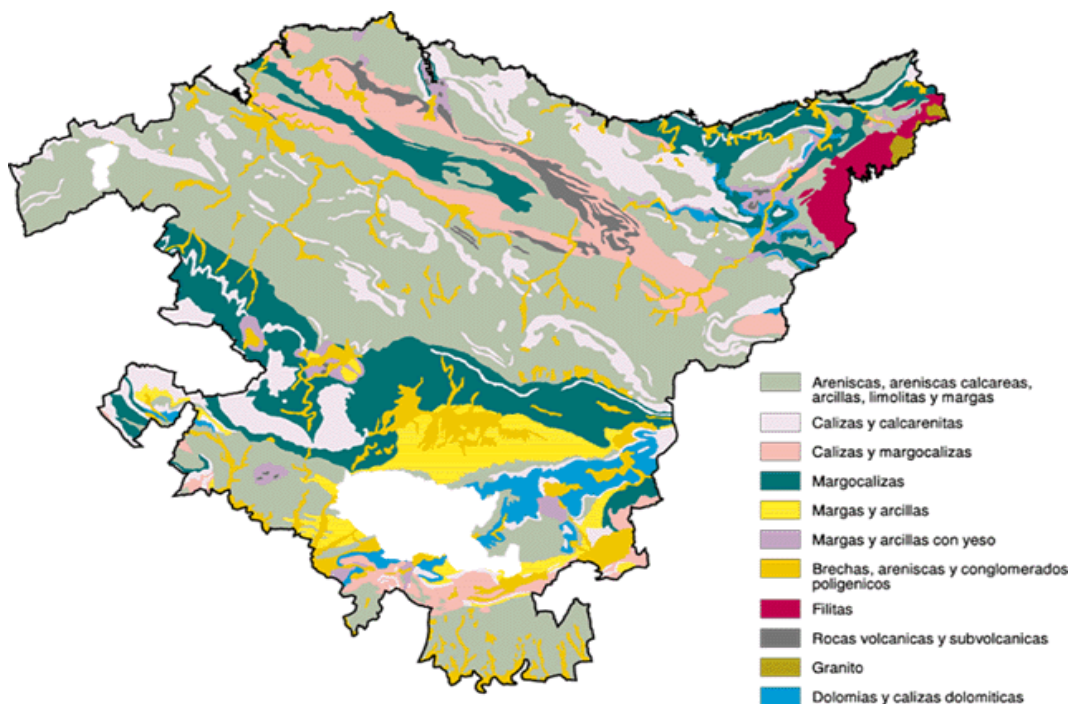 Areniscas, areniscas calcareas,
arcillas, limolitas y margas
Calizas y calcarenitas
Calizas y margocalizas
Margocalizas
Margas y arcillas
Margas y arcillas con yeso
Brechas, areniscas y conglomerados
poligenicos
Filitas
Rocas volcanicas y subvolcanicas
Granito
Dolomias y calizas dolomiticas